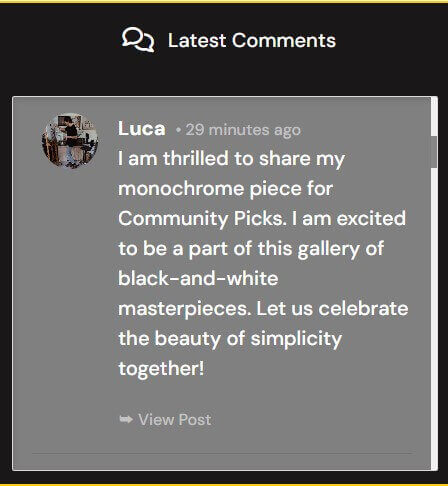 Latest Comments
Luca • 29 minutes ago
I am thrilled to share my
monochrome piece for
Community Picks. I am excited
to be a part of this gallery of
black-and-white
masterpieces. Let us celebrate
the beauty of simplicity
together!
➥ View Post